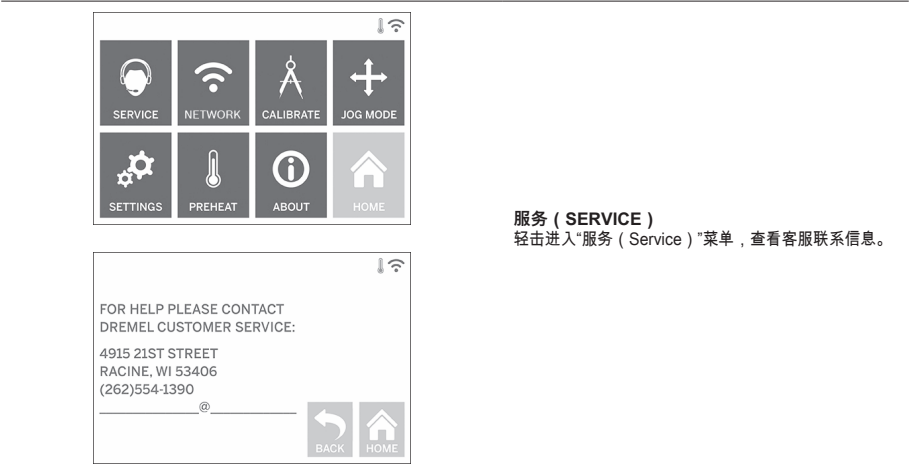 SERVICE NETWORK CALIBRATE JOG MODE
SETTINGS PREHEAT ABOUT HOME
服务 ( SERVICE )
轻击进入“服务 ( Service ) ”菜单，查看客服联系信息。
FOR HELP PLEASE CONTACT
DREMEL CUSTOMER SERVICE:
4915 21ST STREET
RACINE, WI 53406
(262)554-1390
______________@____________
BACK HOME